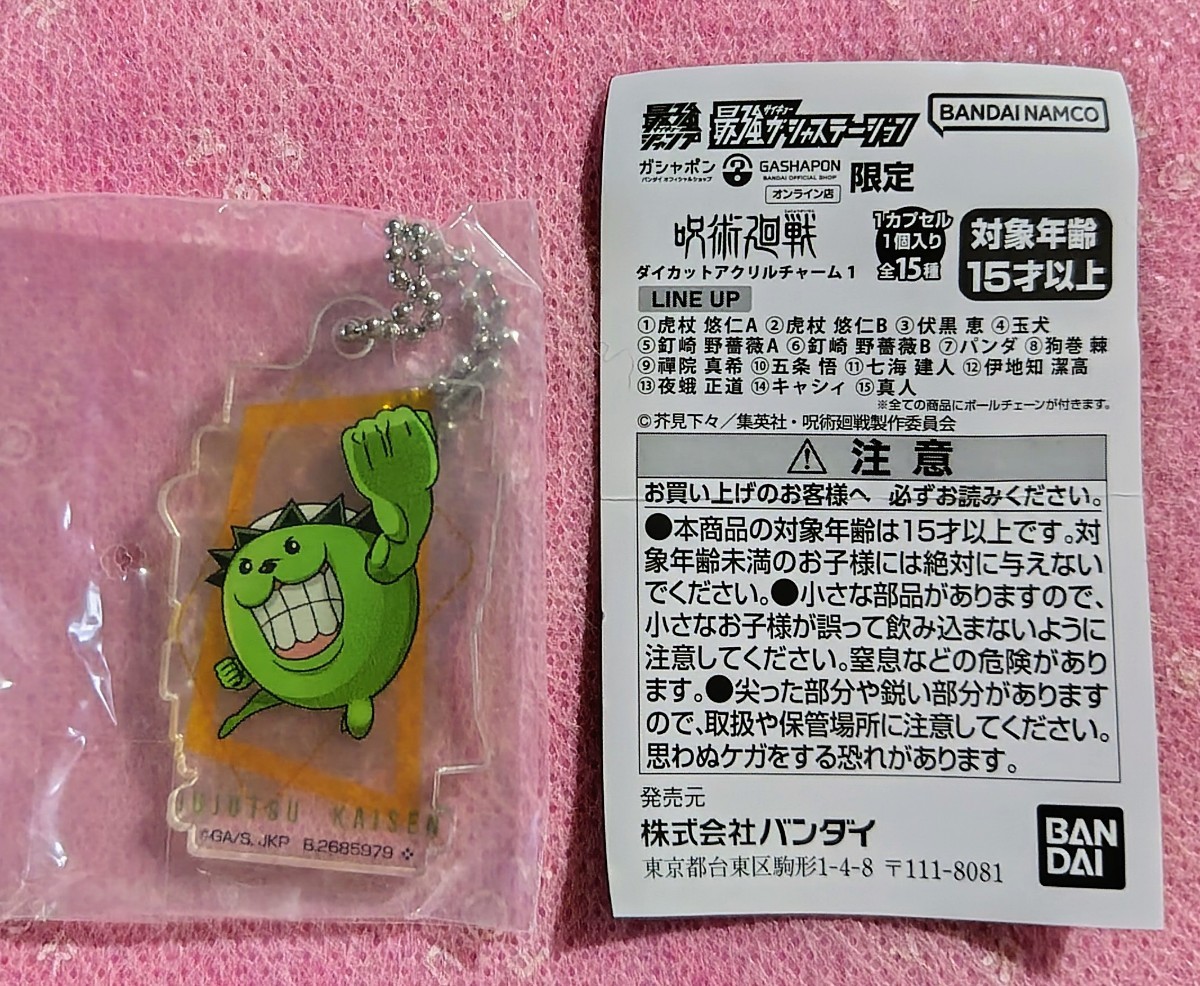 JUJUTSU KAISEN
©GA/S, JKP B.2685979
最強ガシャステーション
サイキョー
BANDAI NAMCO
ガシャポン
バンダイオフィシャルショップ
GASHAPON
BANDAI OFFICIAL SHOP
オンライン店
限定
呪術廻戦
ダイカットアクリルチャーム1
1カプセル
1個入り
全15種
対象年齢
15才以上
LINE UP
①虎杖 悠仁A ②虎杖 悠仁B ③伏黒 恵 ④玉犬
⑤釘崎 野薔薇A ⑥釘崎 野薔薇B ⑦パンダ ⑧狗巻 棘
⑨禪院 真希 ⑩五条 悟 ⑪七海 建人 ⑫伊地知 潔高
⑬夜蛾 正道 ⑭キャシィ ⑮真人
※全ての商品にボールチェーンが付きます。
©芥見下々/集英社・呪術廻戦製作委員会
注意
お買い上げのお客様へ 必ずお読みください。
●本商品の対象年齢は15才以上です。対
象年齢未満のお子様には絶対に与えない
でください。●小さな部品がありますので、
小さなお子様が誤って飲み込まないように
注意してください。窒息などの危険があり
ます。●尖った部分や鋭い部分があります
ので、取扱や保管場所に注意してください。
思わぬケガをする恐れがあります。
発売元
株式会社バンダイ
東京都台東区駒形1-4-8 〒111-8081
BAN
DAI